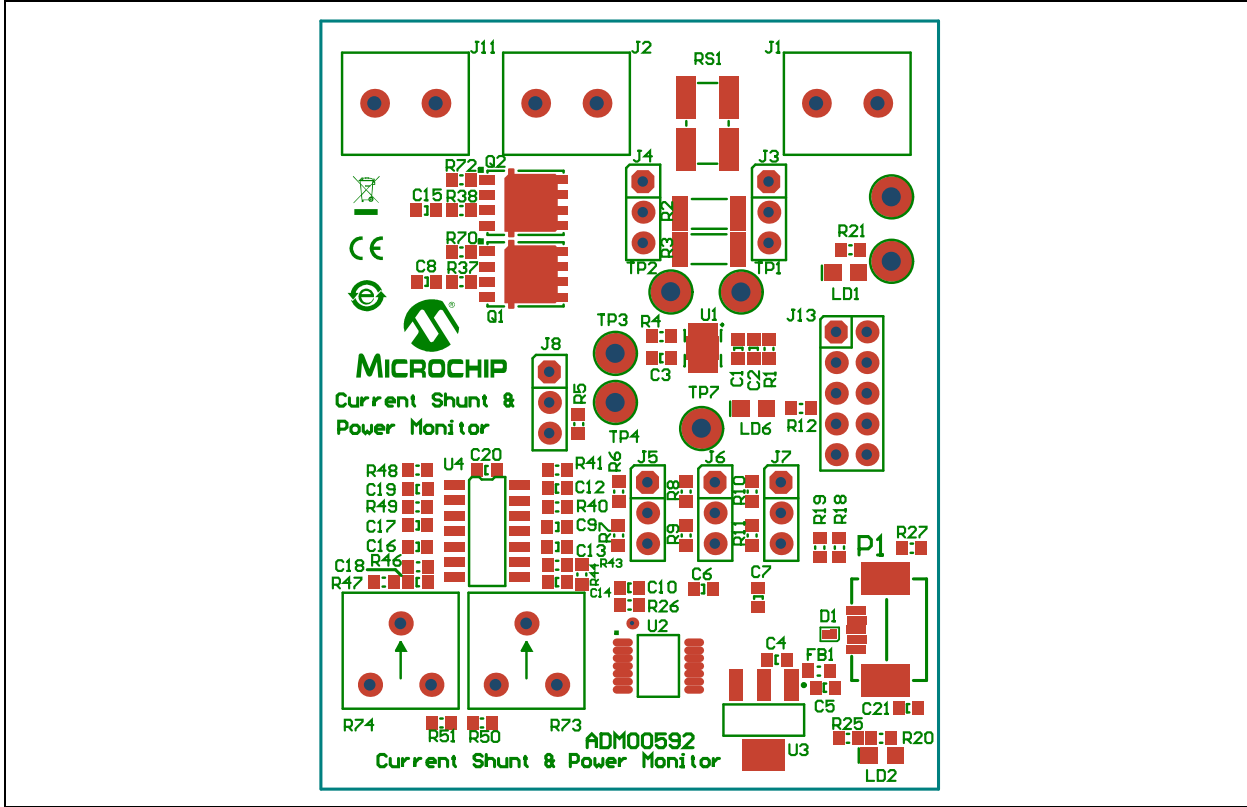 J11 J2 RS1 J1
J4 J3
R72 Q2
C15 R38
R2
R70 R3 R21
C8 R37 TP2 TP1
LD1
Q1 TP3 R4 U1 J13
J8
MICROCHIP ®
C3 C1 C2 R1
R5 TP7
Current Shunt &
Power Monitor
TP4 LD6 R12
C20
R48 U4 R41 R6 J5 J6 J7
C19 C12 R8 R10
R49 R40
C17 C9 R7 R9 R11 R19 R18
C16 C13 P1 R27
C18 R46 R43
R47 R44 C14 C10 C6 C7
R26
U2 D1
C4 FB1
C5 C21
R74 R51 R50 R73 R25 R20
ADM00592 U3
Current Shunt & Power Monitor
LD2